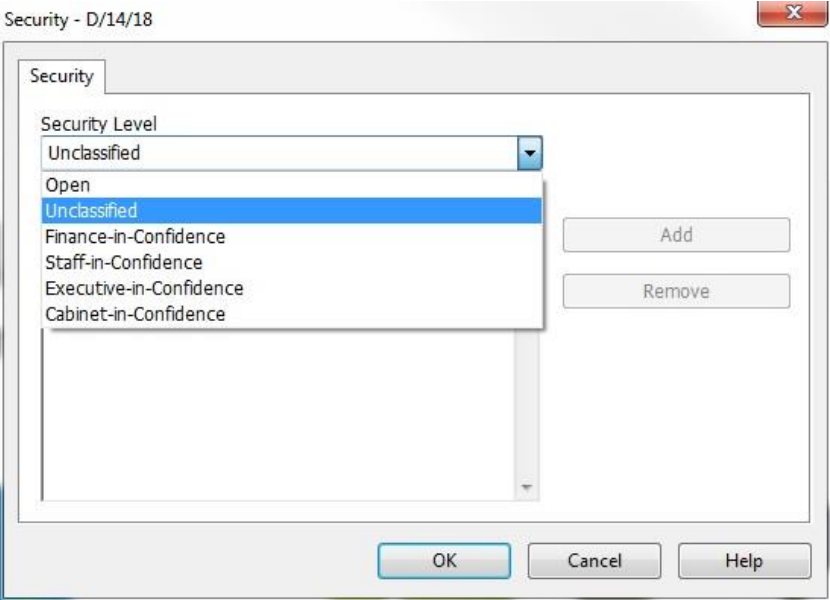 Security - D/14/18
Security
Security Level
Unclassified
Open
Unclassified
Finance-in-Confidence
Staff-in-Confidence
Executive-in-Confidence
Cabinet-in-Confidence
Add
Remove
OK Cancel Help